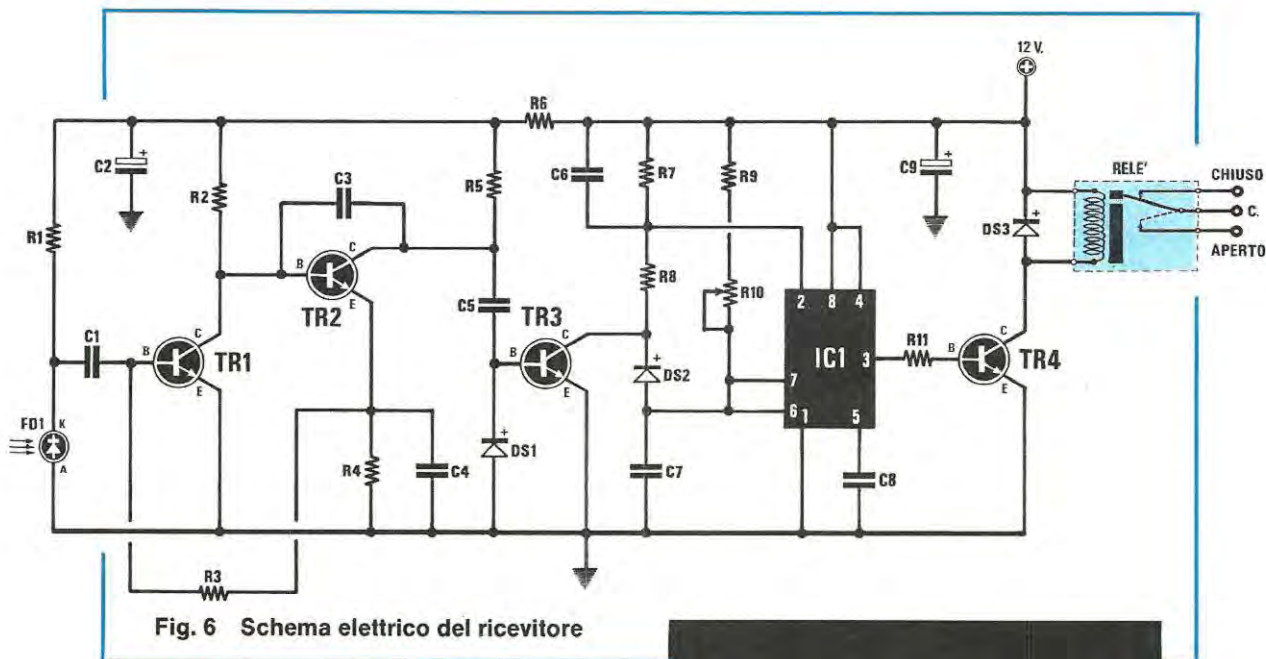 12 V.
R6
C2 +
R2
C3
R5
C6
R7
R9
C9 +
RELE'
CHIUSO
C.
APERTO
DS3 +
R1
B C E
TR2
C5
TR3
R8
R10
2 8 4
C1
B C E
TR1
B C E
DS2 +
7
IC1
3
R11
B C E
TR4
6 1 5
FD1 K A
R4
C4
DS1 +
C7
C8
R3
Fig. 6 Schema elettrico del ricevitore